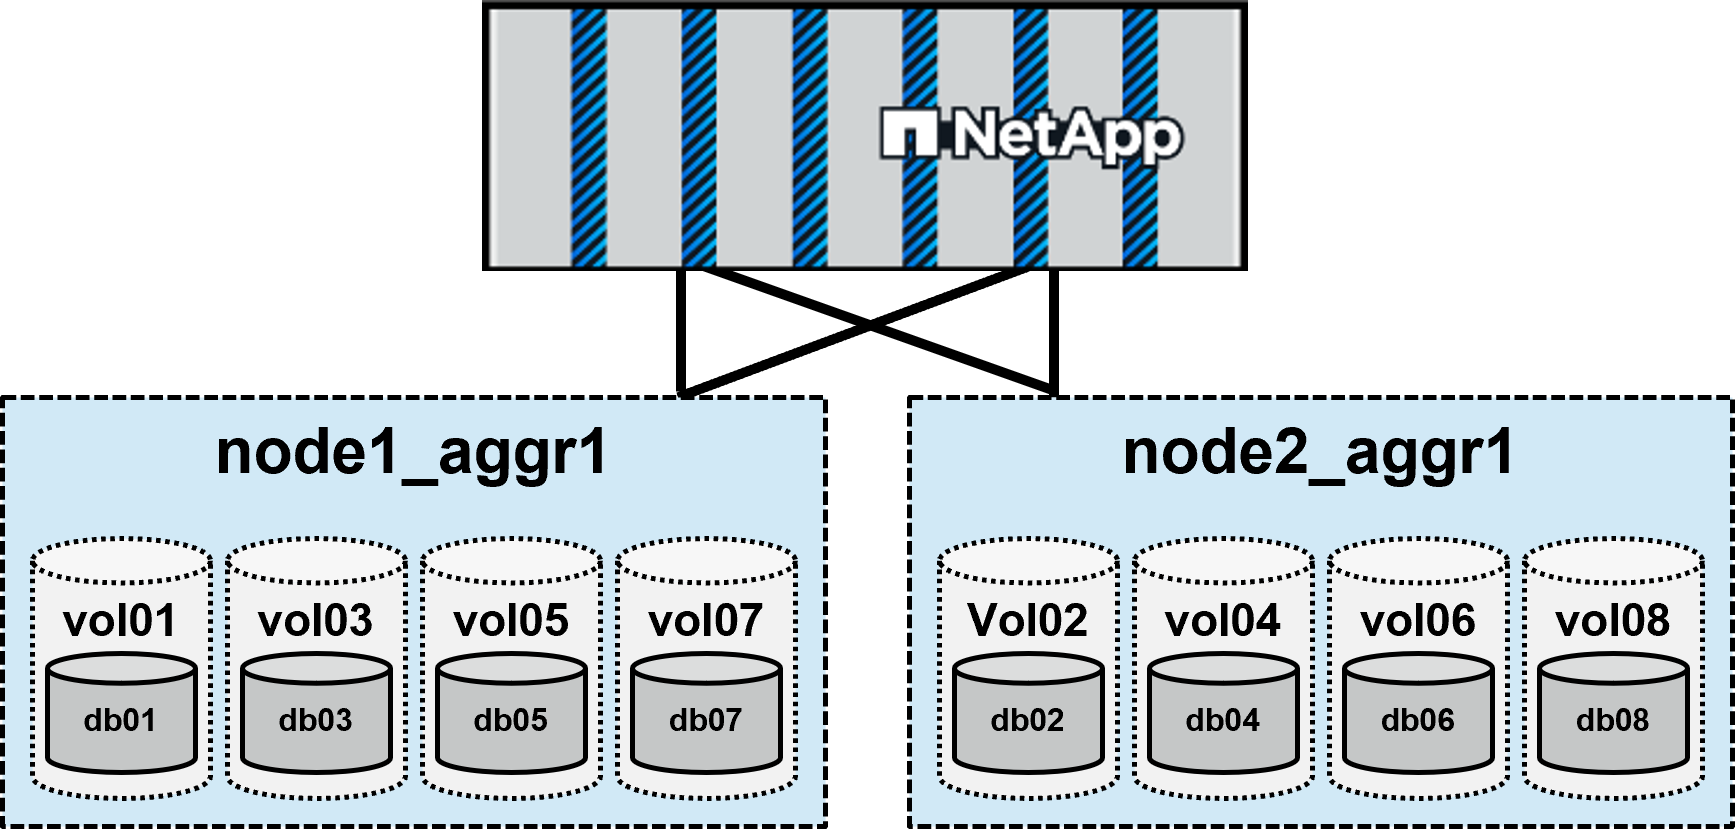 NetApp
node1_aggr1
node2_aggr1
vol01 vol03 vol05 vol07
Vol02 vol04 vol06 vol08
db01 db03 db05 db07
db02 db04 db06 db08